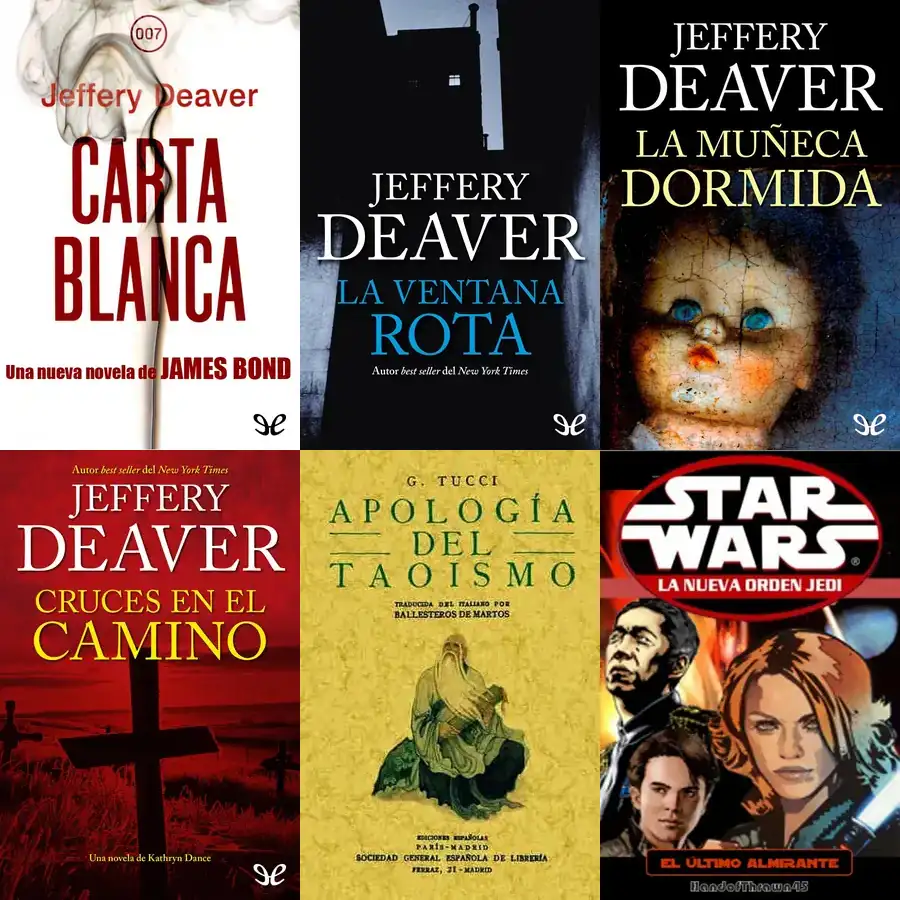 007
Jeffery Deaver
CARTA
BLANCA
Una nueva novela de JAMES BOND
JEFFERY
DEAVER
LA VENTANA
ROTA
Autor best seller del New York Times
JEFFERY
DEAVER
LA MUÑECA
DORMIDA
Autor best seller del New York Times
JEFFERY
DEAVER
CRUCES EN EL
CAMINO
Una novela de Kathryn Dance
G. TUCCI
APOLOGÍA
DEL
TAOISMO
TRADUCIDA DEL ITALIANO POR
BALLESTEROS DE MARTOS
EDICIONES ESPAÑOLAS
PARÍS-MADRID
SOCIEDAD GENERAL ESPAÑOLA DE LIBRERÍA
FERRAZ, 21 - MADRID
STAR
WARS®
LA NUEVA ORDEN JEDI
EL ÚLTIMO ALMIRANTE
HandofThrawn45